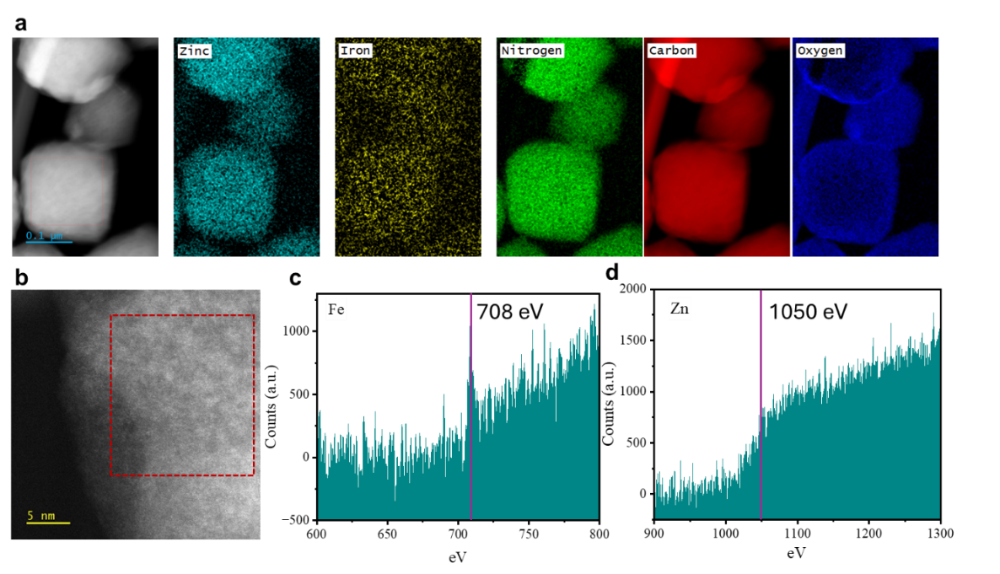 a
Zinc
Iron
Nitrogen
Carbon
Oxygen
0.1 μm
b
5 nm
c
Fe
708 eV
Counts (a.u.)
1000
500
0
−500
600
650
700
750
800
eV
d
Zn
1050 eV
Counts (a.u.)
2000
1500
1000
500
0
900
1000
1100
1200
1300
eV